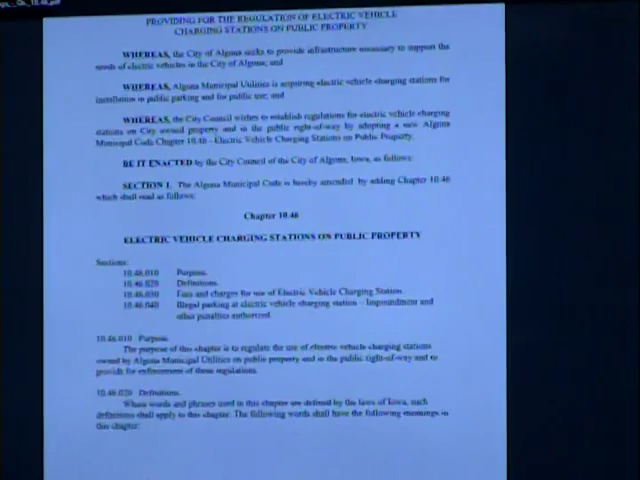 PROVIDING FOR THE REGULATION OF ELECTRIC VEHICLE
CHARGING STATIONS ON PUBLIC PROPERTY
WHEREAS, the City of Algona seeks to provide infrastructure necessary to support the
needs of electric vehicles in the City of Algona; and
WHEREAS, Algona Municipal Utilities is acquiring electric vehicle charging stations for
installation in public parking and for public use; and
WHEREAS, the City Council wishes to establish regulations for electric vehicle charging
stations on City owned property and in the public right-of-way by adopting a new Algona
Municipal Code Chapter 10.46 - Electric Vehicle Charging Stations on Public Property.
BE IT ENACTED by the City Council of the City of Algona, Iowa, as follows:
SECTION 1. The Algona Municipal Code is hereby amended by adding Chapter 10.46
which shall read as follows:
Chapter 10.46
ELECTRIC VEHICLE CHARGING STATIONS ON PUBLIC PROPERTY
Sections:
10.46.010 Purpose.
10.46.020 Definitions.
10.46.030 Fees and charges for use of Electric Vehicle Charging Station.
10.46.040 Illegal parking at electric vehicle charging station - Impoundment and
other penalties authorized.
10.46.010 Purpose.
The purpose of this chapter is to regulate the use of electric vehicle charging stations
owned by Algona Municipal Utilities on public property and in the public right-of-way and to
provide for enforcement of those regulations.
10.46.020 Definitions.
Where words and phrases used in this chapter are defined by the laws of Iowa, such
definitions shall apply to this chapter. The following words shall have the following meanings in
this chapter: